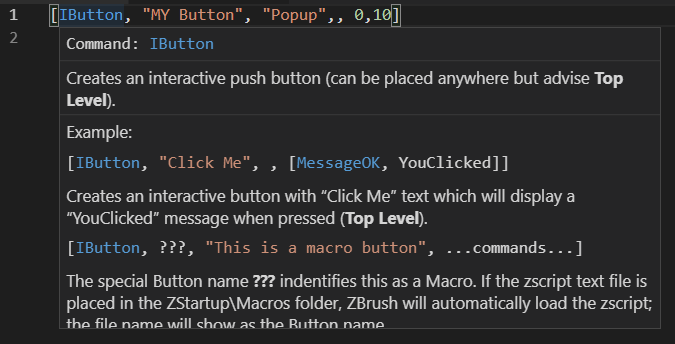 1 [IButton, "MY Button", "Popup",, 0,10]
2
Command: IButton
Creates an interactive push button (can be placed anywhere but advise Top
Level).
Example:
[IButton, "Click Me", , [MessageOK, YouClicked]]
Creates an interactive button with “Click Me” text which will display a
“YouClicked” message when pressed (Top Level).
[IButton, ???, "This is a macro button", ...commands...]
The special Button name ??? indentifies this as a Macro. If the zscript text file is
placed in the ZStartup\Macros folder, ZBrush will automatically load the zscript;
the file name will show as the Button name